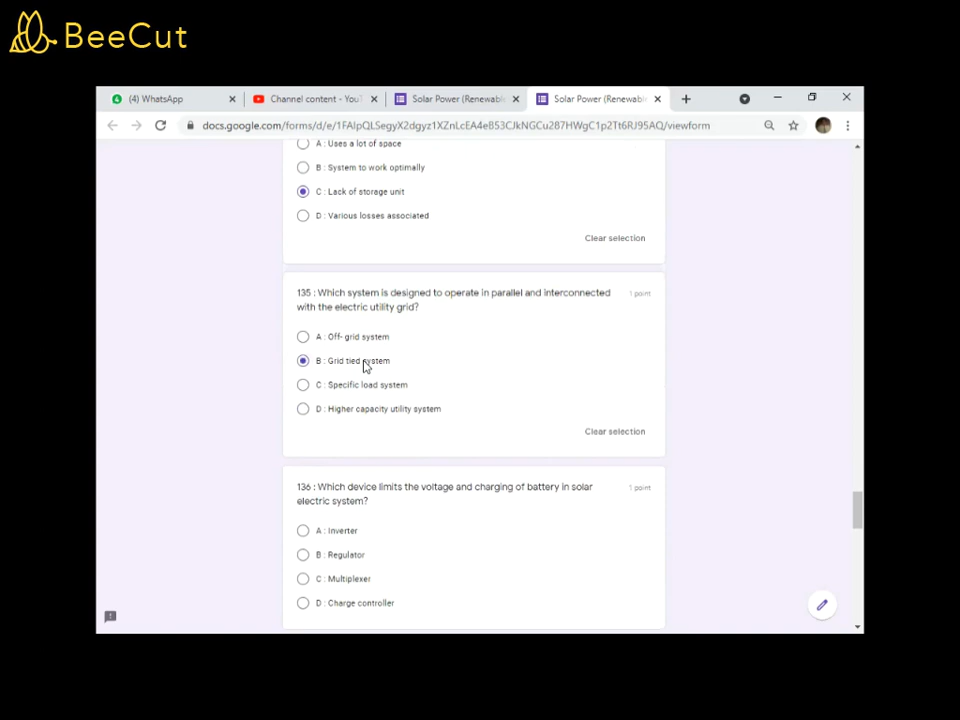 BeeCut
(4) WhatsApp
Channel content - YouT
Solar Power (Renewable
Solar Power (Renewable
docs.google.com/forms/d/e/1FAIpQLSegyX2dgyz1XZnLcEA4eB53CJkNGCu287HWgC1p2Tt6RJ95AQ/viewform
A : Uses a lot of space
B : System to work optimally
C : Lack of storage unit
D : Various losses associated
Clear selection
135 : Which system is designed to operate in parallel and interconnected
with the electric utility grid?
1 point
A : Off- grid system
B : Grid tied system
C : Specific load system
D : Higher capacity utility system
Clear selection
136 : Which device limits the voltage and charging of battery in solar
electric system?
1 point
A : Inverter
B : Regulator
C : Multiplexer
D : Charge controller